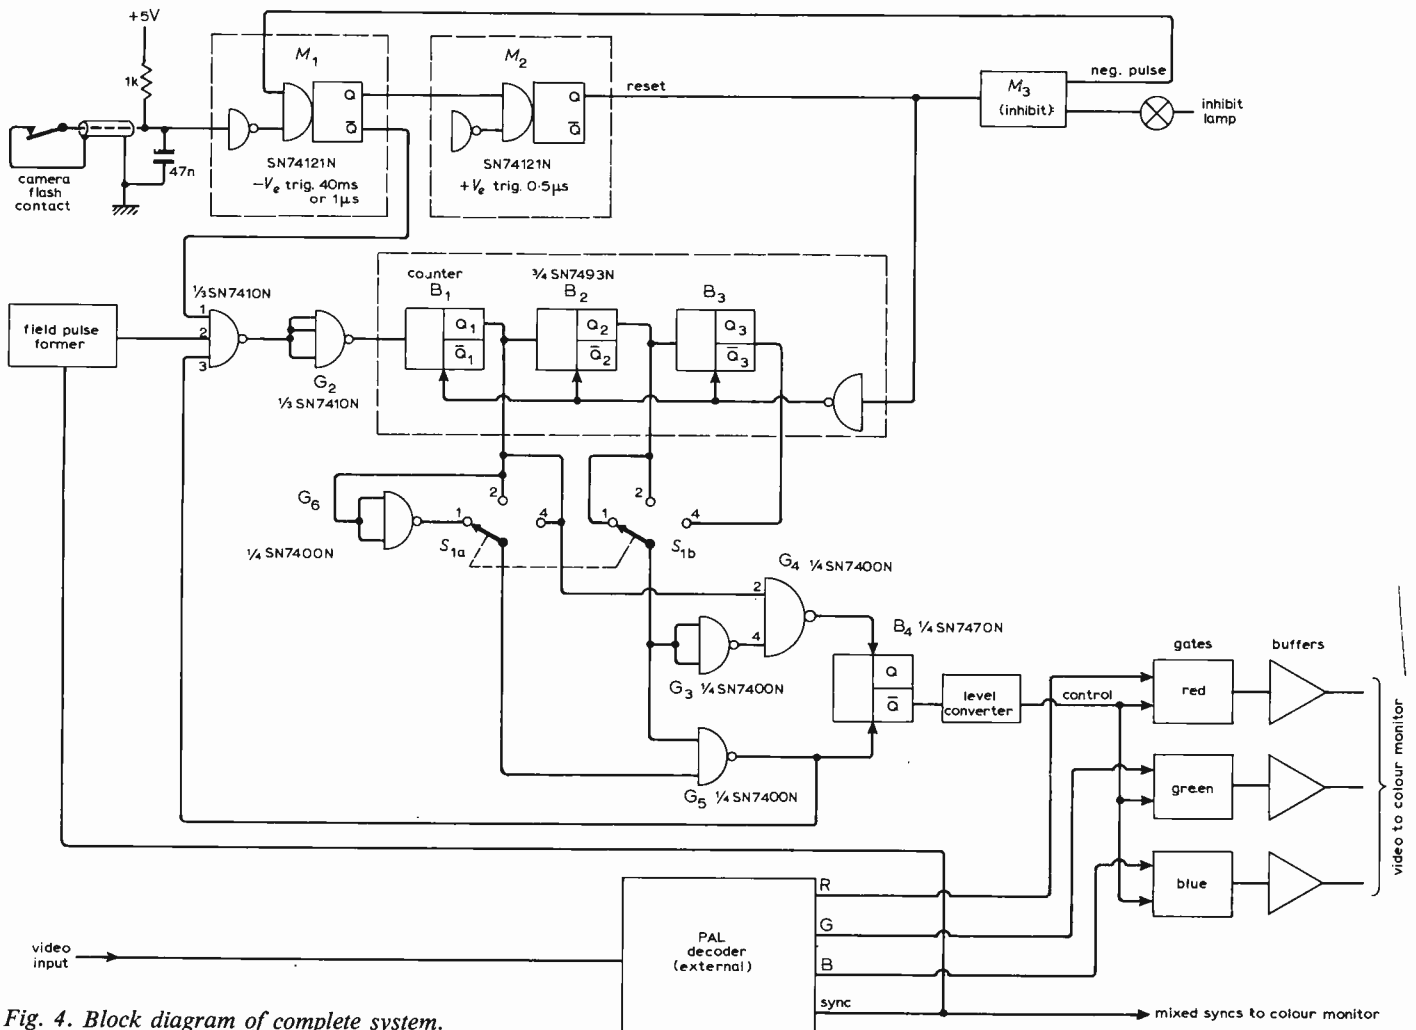 +5V
1k
47n
camera
flash
contact
M1
SN74121N
−Ve trig. 40ms
or 1μs
Q
Q̄
M2
SN74121N
+Ve trig. 0·5μs
Q
Q̄
reset
neg. pulse
M3
(inhibit)
inhibit
lamp
field pulse
former
⅓SN7410N
1
2
3
G2
⅓ SN7410N
counter
B1
Q1
Q̄1
¾ SN7493N
B2
Q2
Q̄2
B3
Q3
Q̄3
G6
¼ SN7400N
1
2
4
S1a
1
2
4
S1b
G4 ¼ SN7400N
2
4
G3 ¼ SN7400N
G5 ¼ SN7400N
B4 ¼ SN7470N
Q
Q̄
level
converter
control
gates
buffers
red
green
blue
video to colour monitor
video
input
PAL
decoder
(external)
R
G
B
sync
mixed syncs to colour monitor
Fig. 4. Block diagram of complete system.